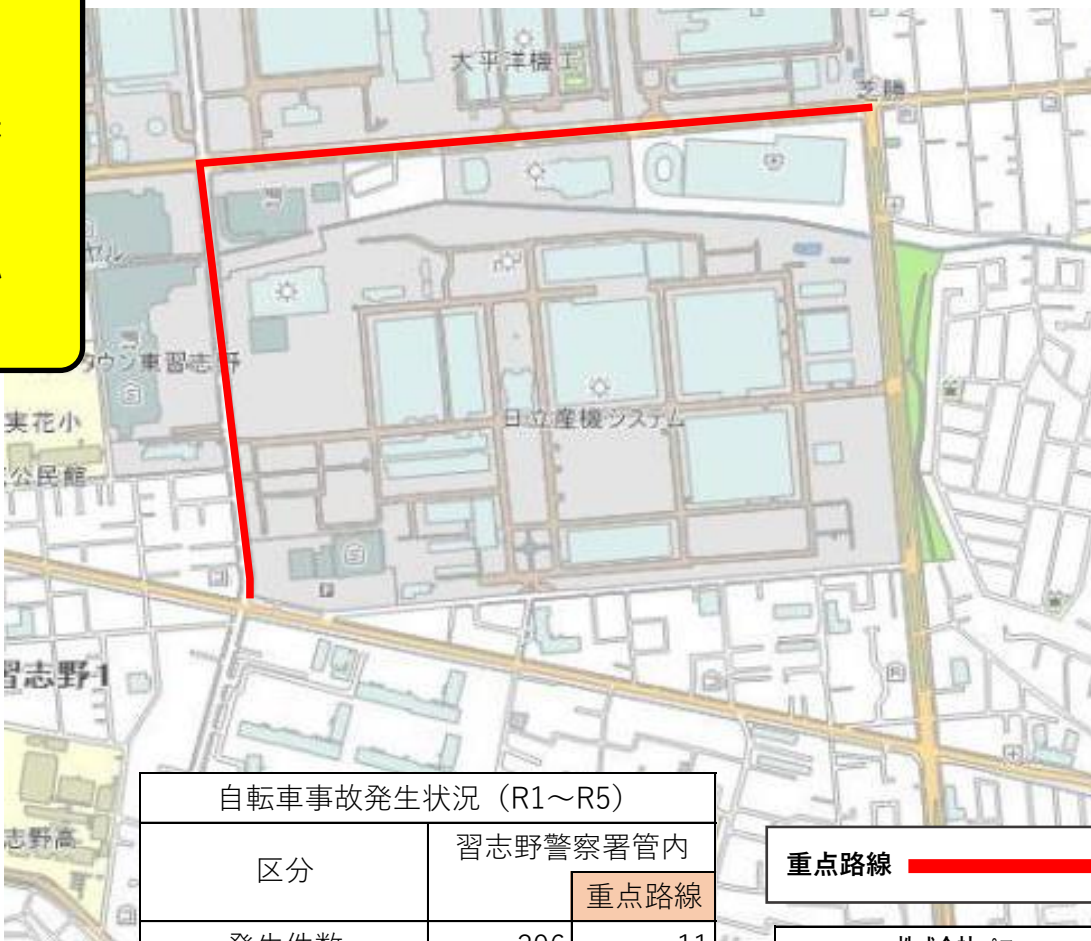 大平洋機工
芝園
タウン東習志野
日立産機システム
実花小
公民館
習志野1
志野高
自転車事故発生状況（R1～R5）
区分
習志野警察署管内
重点路線
重点路線